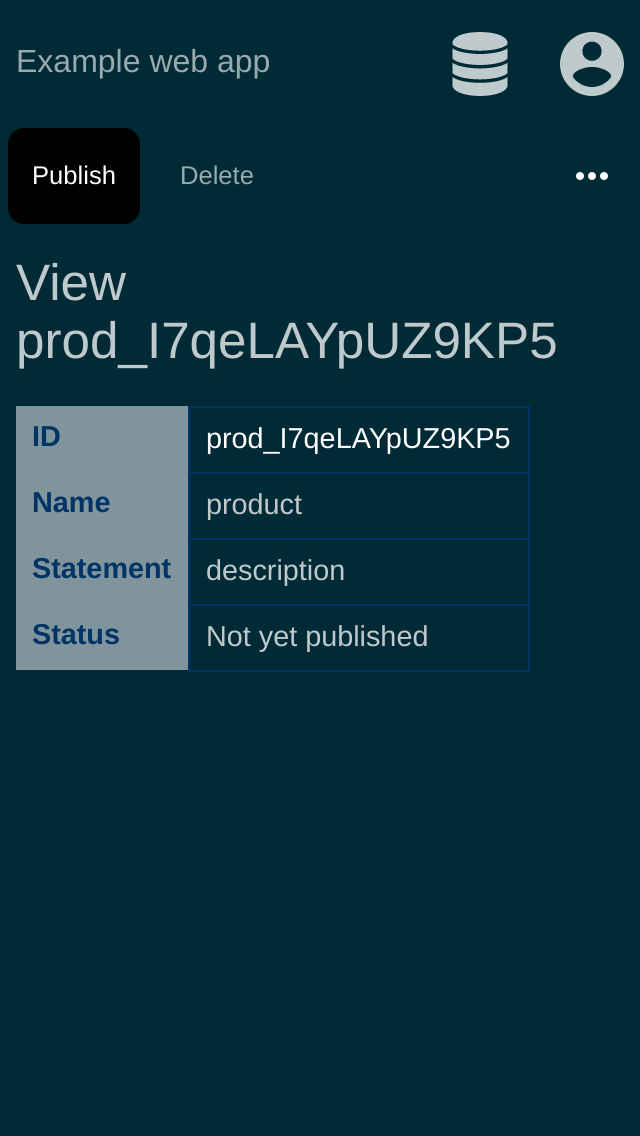 Example web app
Publish Delete
View
prod_I7qeLAYpUZ9KP5
ID prod_I7qeLAYpUZ9KP5
Name product
Statement description
Status Not yet published